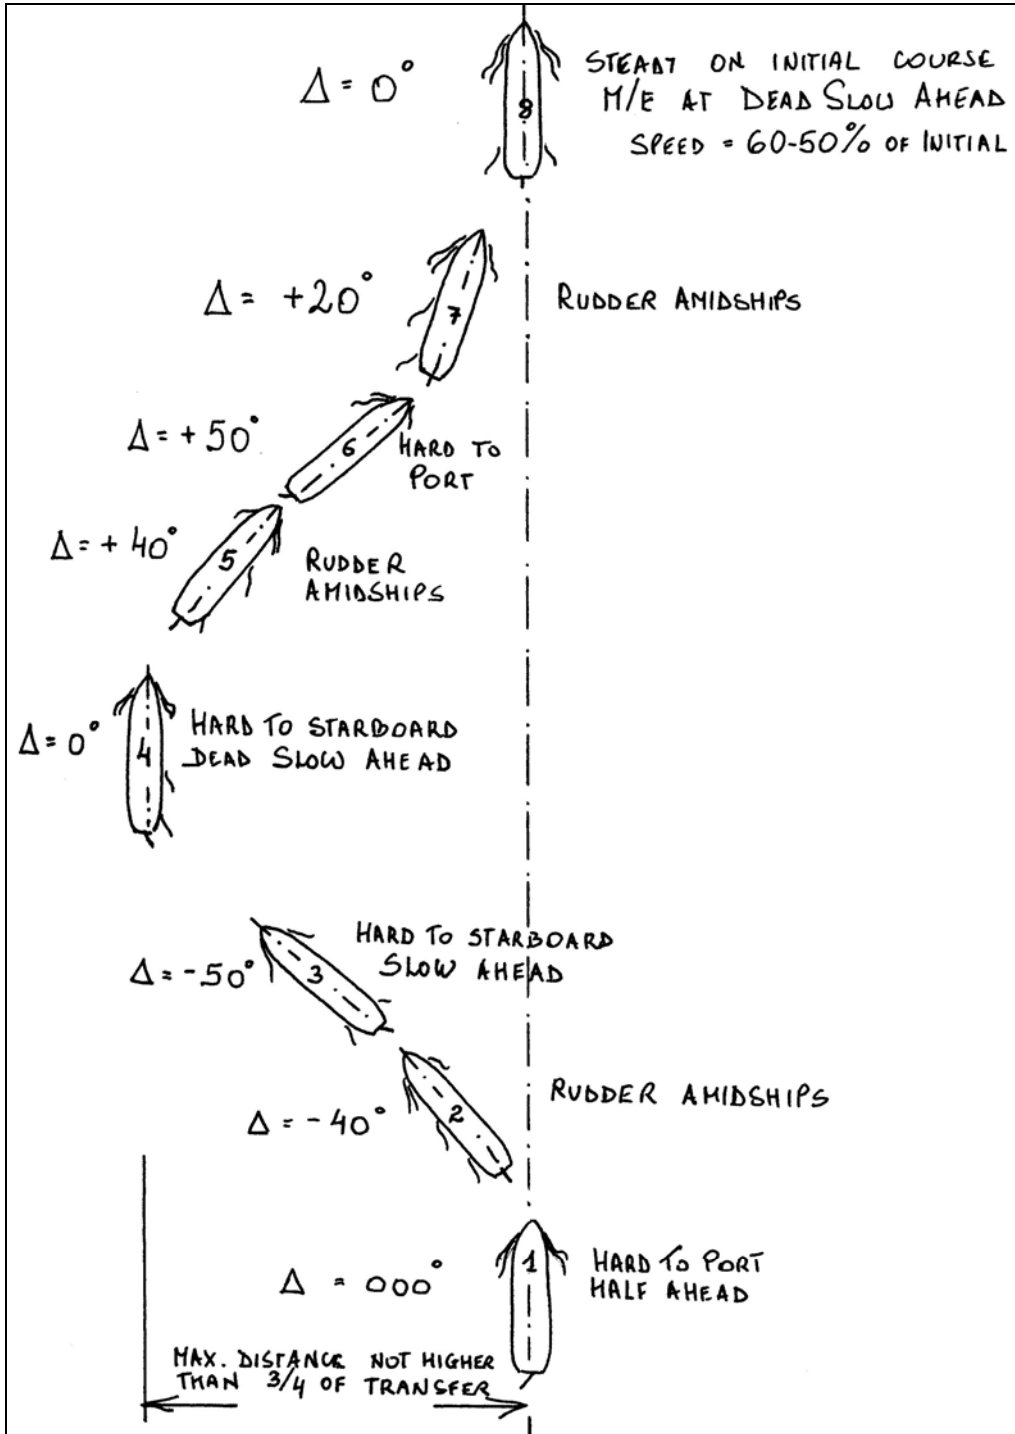 Δ = 0°
8
STEADY ON INITIAL COURSE
M/E AT DEAD SLOW AHEAD
SPEED = 60-50% OF INITIAL
Δ = +20°
7
RUDDER AMIDSHIPS
Δ = +50°
6
HARD TO
PORT
Δ = + 40°
5
RUDDER
AMIDSHIPS
Δ = 0°
4
HARD TO STARBOARD
DEAD SLOW AHEAD
Δ = -50°
3
HARD TO STARBOARD
SLOW AHEAD
Δ = - 40°
2
RUDDER AMIDSHIPS
Δ = 000°
1
HARD TO PORT
HALF AHEAD
MAX. DISTANCE NOT HIGHER
THAN 3/4 OF TRANSFER